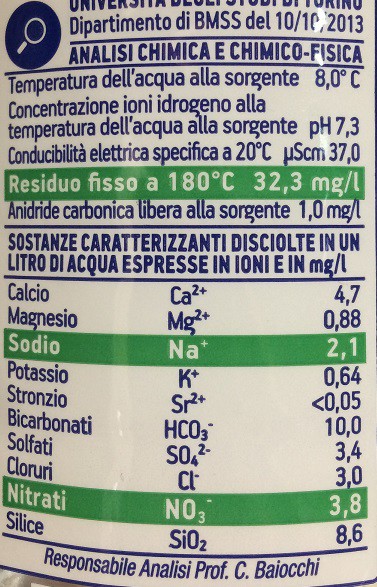 UNIVERSITÀ DEGLI STUDI DI TORINO
Dipartimento di BMSS del 10/10/2013
ANALISI CHIMICA E CHIMICO-FISICA
Temperatura dell'acqua alla sorgente 8,0°C
Concentrazione ioni idrogeno alla
temperatura dell'acqua alla sorgente pH 7,3
Conducibilità elettrica specifica a 20°C µScm 37,0
Residuo fisso a 180°C 32,3 mg/l
Anidride carbonica libera alla sorgente 1,0 mg/l
SOSTANZE CARATTERIZZANTI DISCIOLTE IN UN
LITRO DI ACQUA ESPRESSE IN IONI E IN mg/l
Calcio Ca²⁺ 4,7
Magnesio Mg²⁺ 0,88
Sodio Na⁺ 2,1
Potassio K⁺ 0,64
Stronzio Sr²⁺ <0,05
Bicarbonati HCO₃⁻ 10,0
Solfati SO₄²⁻ 3,4
Cloruri Cl⁻ 3,0
Nitrati NO₃⁻ 3,8
Silice SiO₂ 8,6
Responsabile Analisi Prof. C. Baiocchi